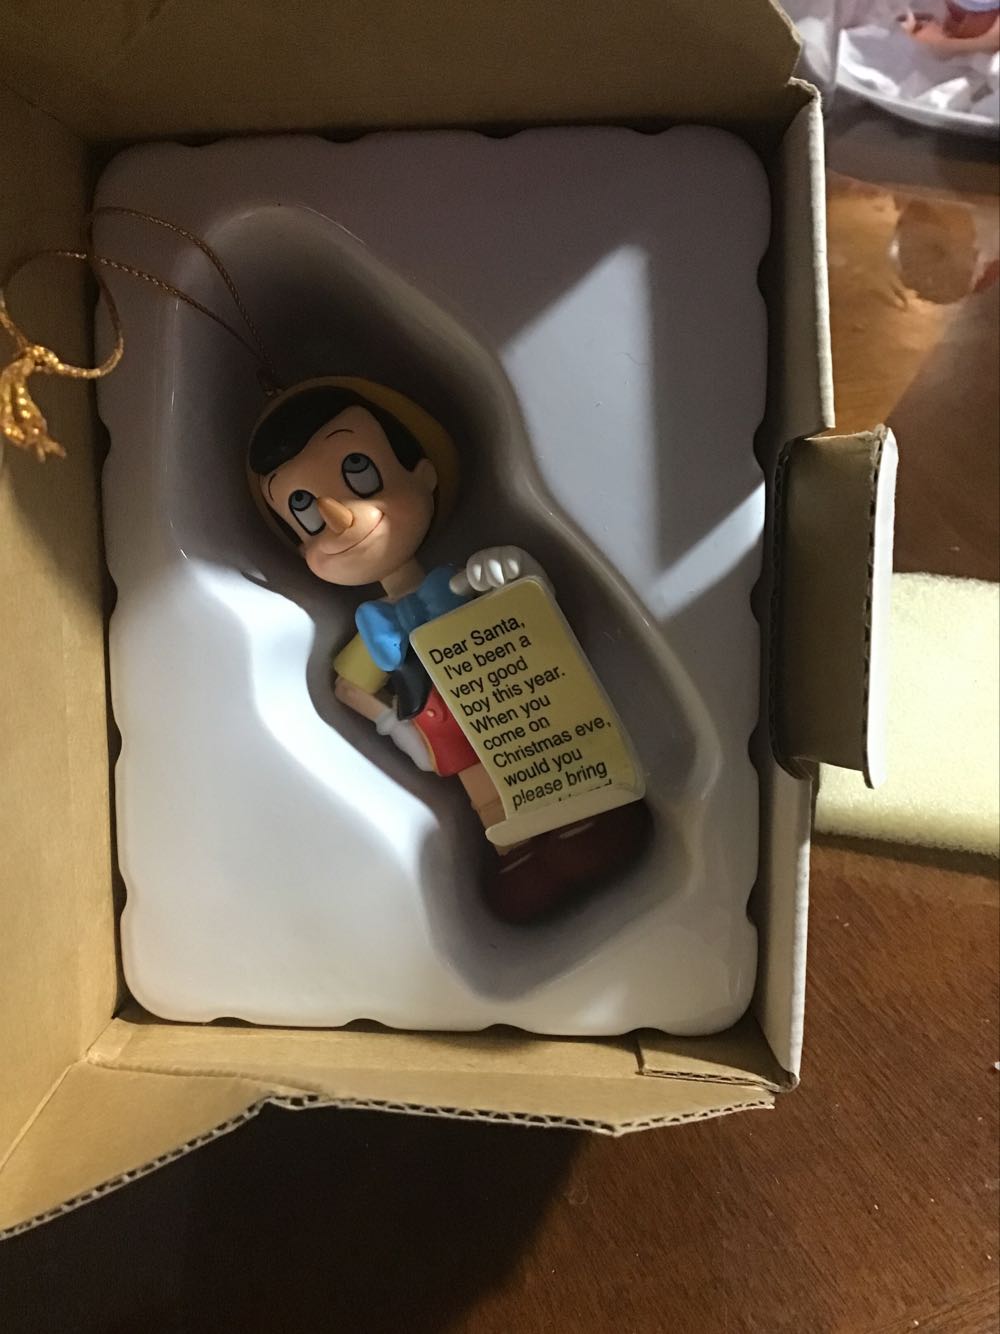 Dear Santa,
I've been a
very good
boy this year.
When you
come on
Christmas eve,
would you
please bring